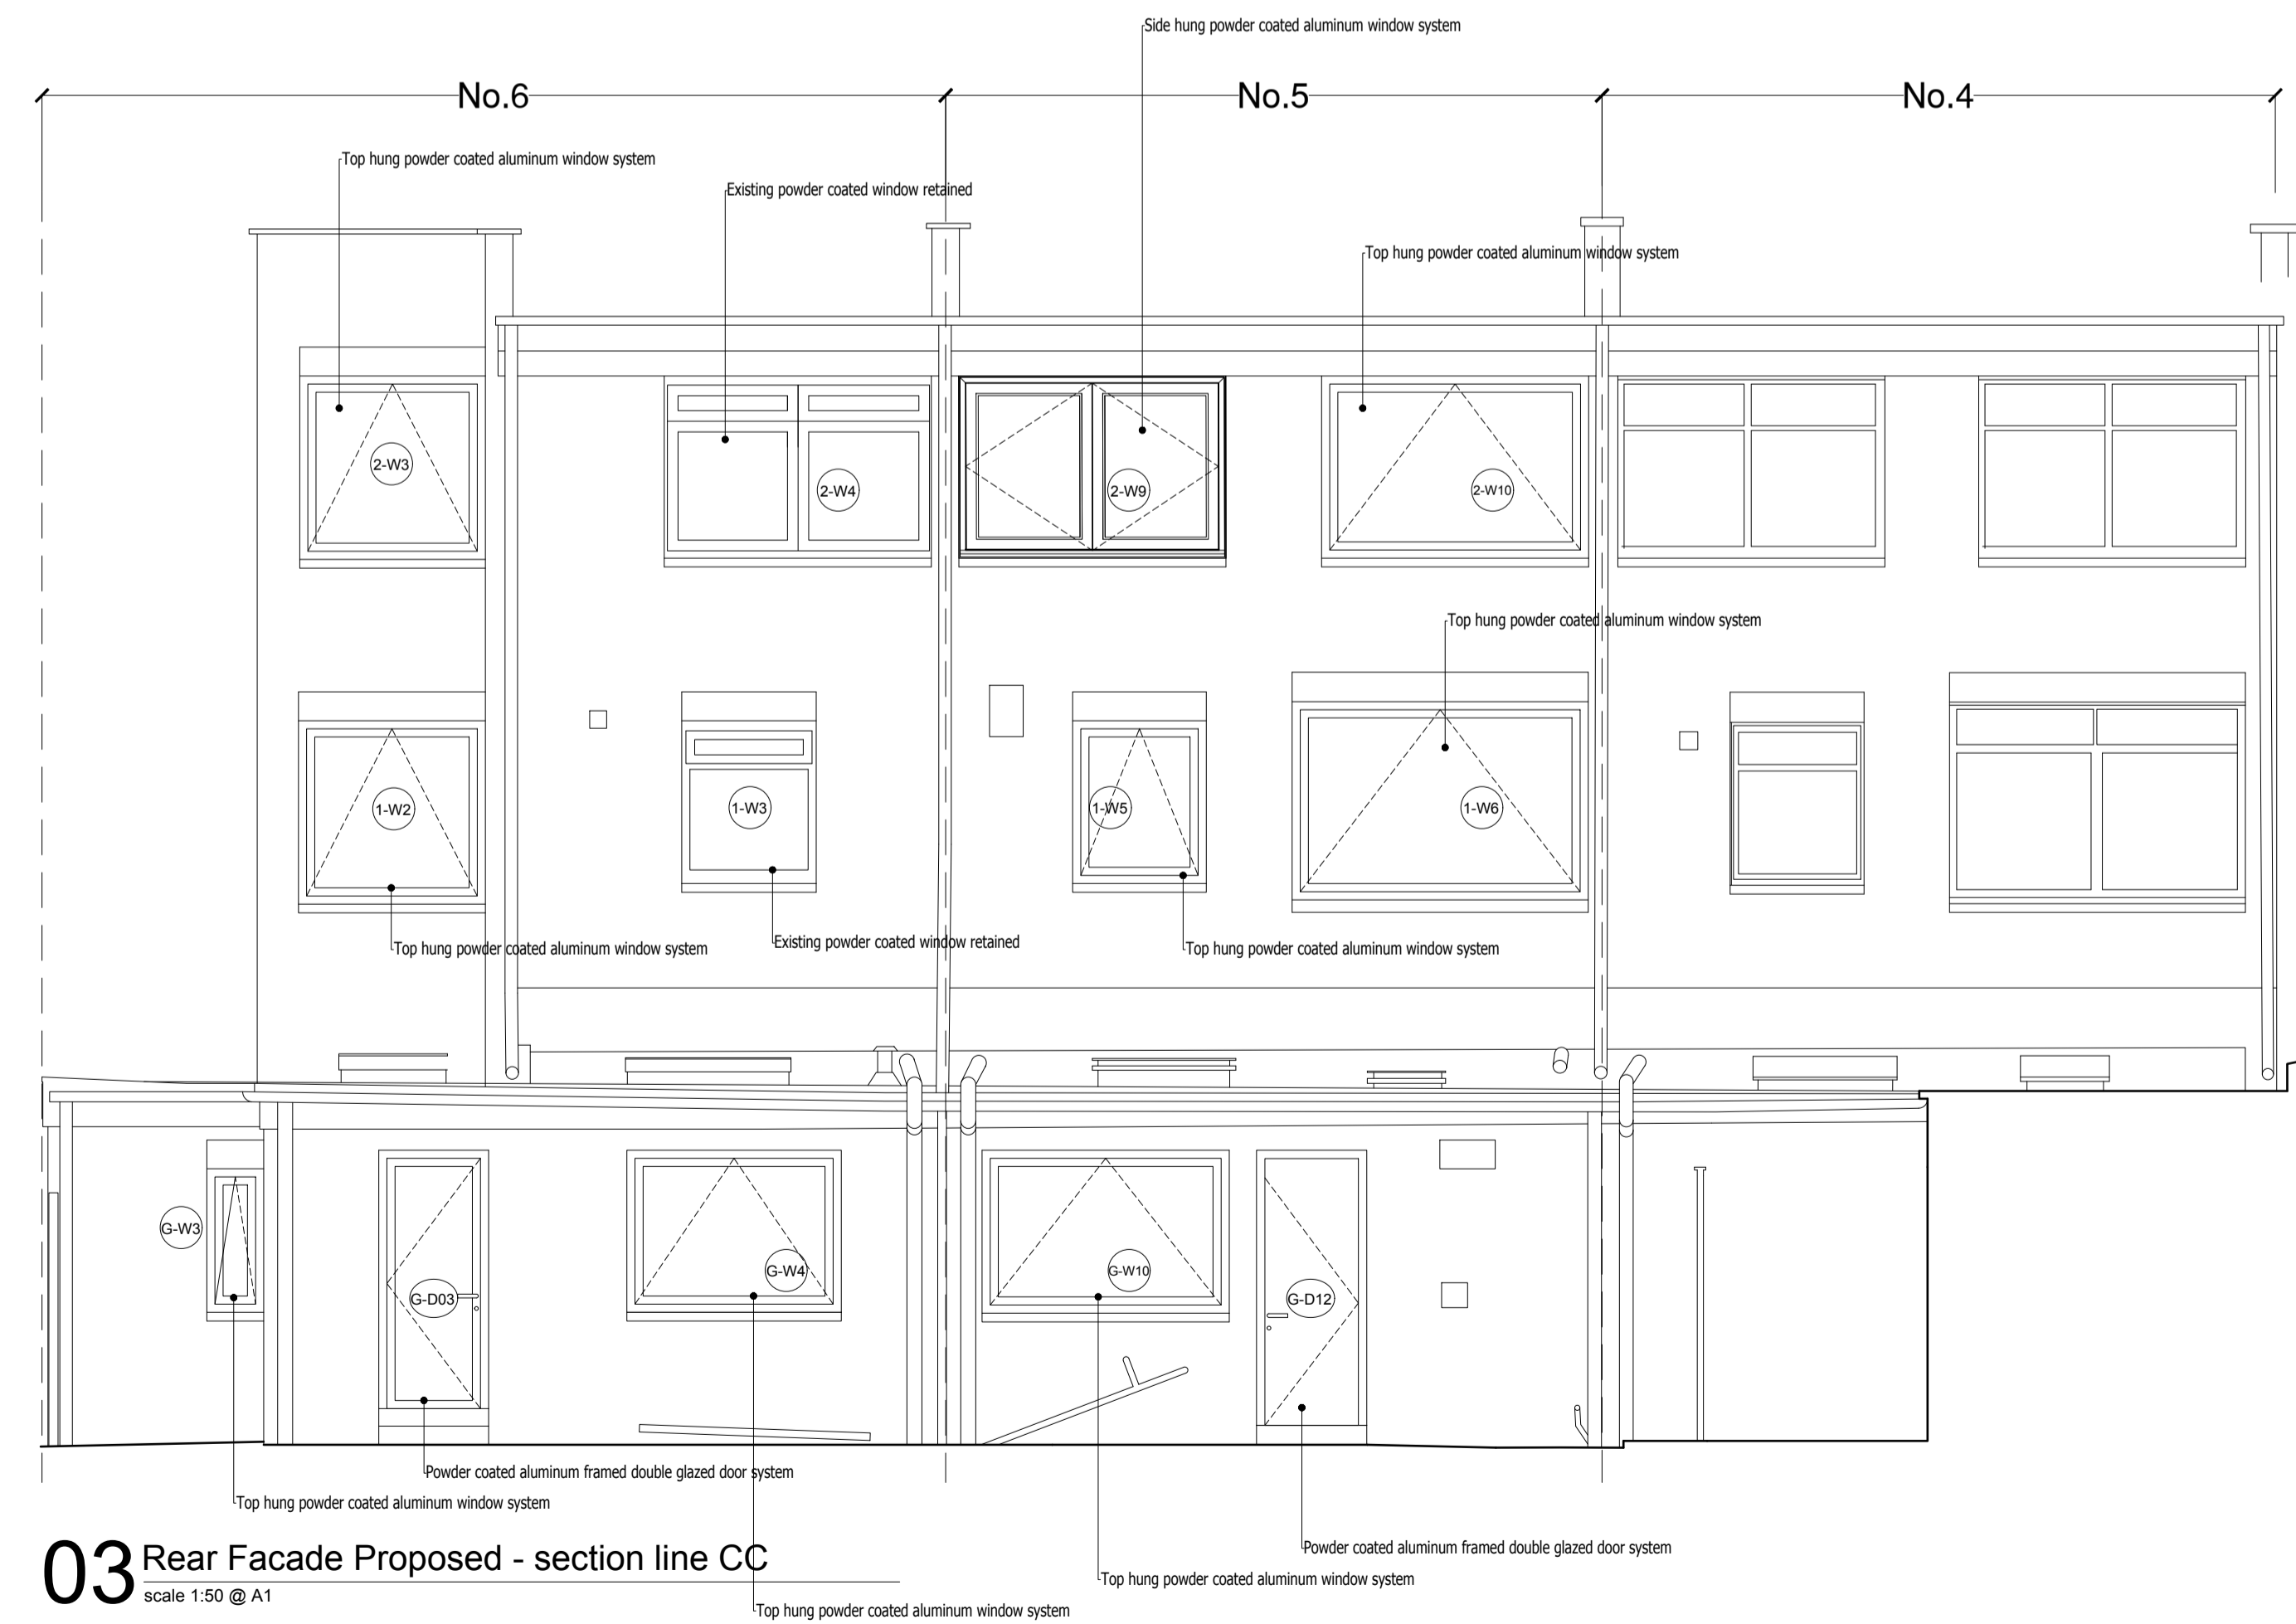 Side hung powder coated aluminum window system
No.6
No.5
No.4
Top hung powder coated aluminum window system
Existing powder coated window retained
Top hung powder coated aluminum window system
2-W3
2-W4
2-W9
2-W10
Top hung powder coated aluminum window system
1-W2
1-W3
1-W5
1-W6
Top hung powder coated aluminum window system
Existing powder coated window retained
Top hung powder coated aluminum window system
G-W3
G-D03
G-W4
G-W10
G-D12
Powder coated aluminum framed double glazed door system
Top hung powder coated aluminum window system
Powder coated aluminum framed double glazed door system
Top hung powder coated aluminum window system
Top hung powder coated aluminum window system
03 Rear Facade Proposed - section line CC
scale 1:50 @ A1